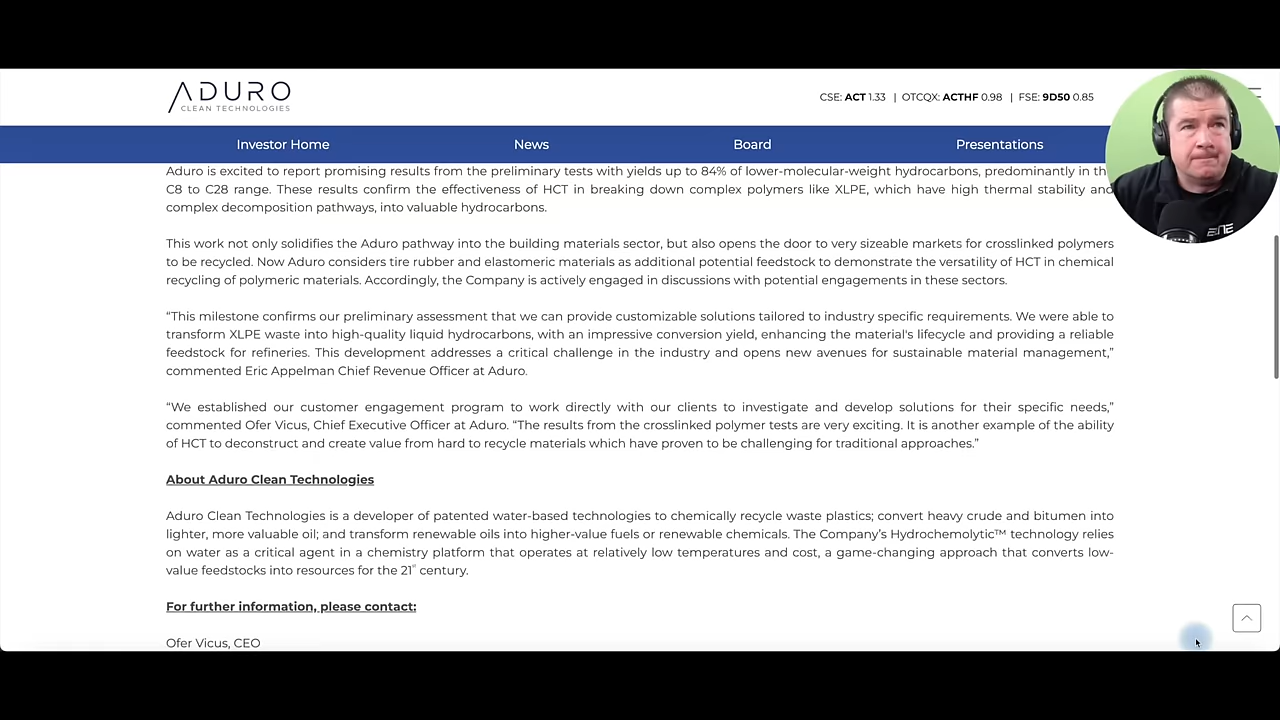 ADURO
CLEAN TECHNOLOGIES
CSE: ACT 1.33 | OTCQX: ACTHF 0.98 | FSE: 9D50 0.85
Investor Home News Board Presentations
Aduro is excited to report promising results from the preliminary tests with yields up to 84% of lower-molecular-weight hydrocarbons, predominantly in th
C8 to C28 range. These results confirm the effectiveness of HCT in breaking down complex polymers like XLPE, which have high thermal stability and
complex decomposition pathways, into valuable hydrocarbons.
This work not only solidifies the Aduro pathway into the building materials sector, but also opens the door to very sizeable markets for crosslinked polymers
to be recycled. Now Aduro considers tire rubber and elastomeric materials as additional potential feedstock to demonstrate the versatility of HCT in chemical
recycling of polymeric materials. Accordingly, the Company is actively engaged in discussions with potential engagements in these sectors.
“This milestone confirms our preliminary assessment that we can provide customizable solutions tailored to industry specific requirements. We were able to
transform XLPE waste into high-quality liquid hydrocarbons, with an impressive conversion yield, enhancing the material's lifecycle and providing a reliable
feedstock for refineries. This development addresses a critical challenge in the industry and opens new avenues for sustainable material management,”
commented Eric Appelman Chief Revenue Officer at Aduro.
“We established our customer engagement program to work directly with our clients to investigate and develop solutions for their specific needs,”
commented Ofer Vicus, Chief Executive Officer at Aduro. “The results from the crosslinked polymer tests are very exciting. It is another example of the ability
of HCT to deconstruct and create value from hard to recycle materials which have proven to be challenging for traditional approaches.”
About Aduro Clean Technologies
Aduro Clean Technologies is a developer of patented water-based technologies to chemically recycle waste plastics; convert heavy crude and bitumen into
lighter, more valuable oil; and transform renewable oils into higher-value fuels or renewable chemicals. The Company’s Hydrochemolytic™ technology relies
on water as a critical agent in a chemistry platform that operates at relatively low temperatures and cost, a game-changing approach that converts low-
value feedstocks into resources for the 21st century.
For further information, please contact:
Ofer Vicus, CEO